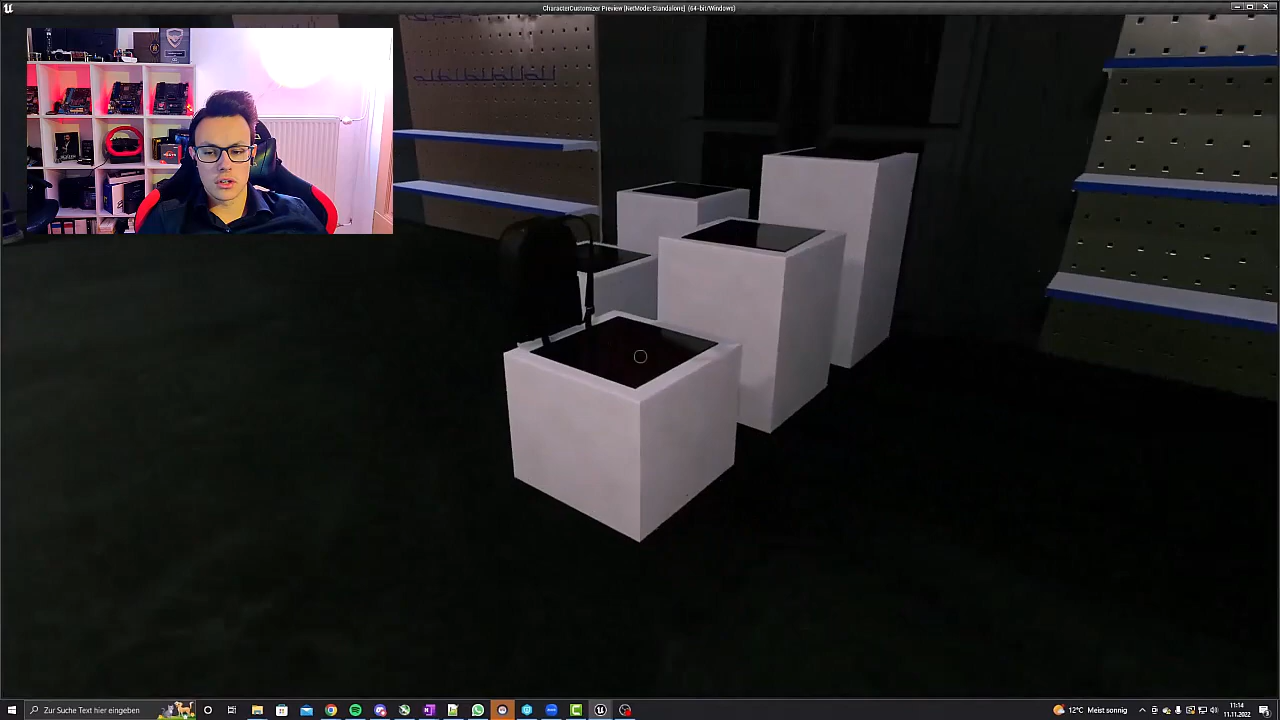 CharacterCustomizer Preview [NetMode: Standalone] (64-bit/Windows)
Zur Suche Text hier eingeben
12°C Meist sonnig
11:14
11.11.2022